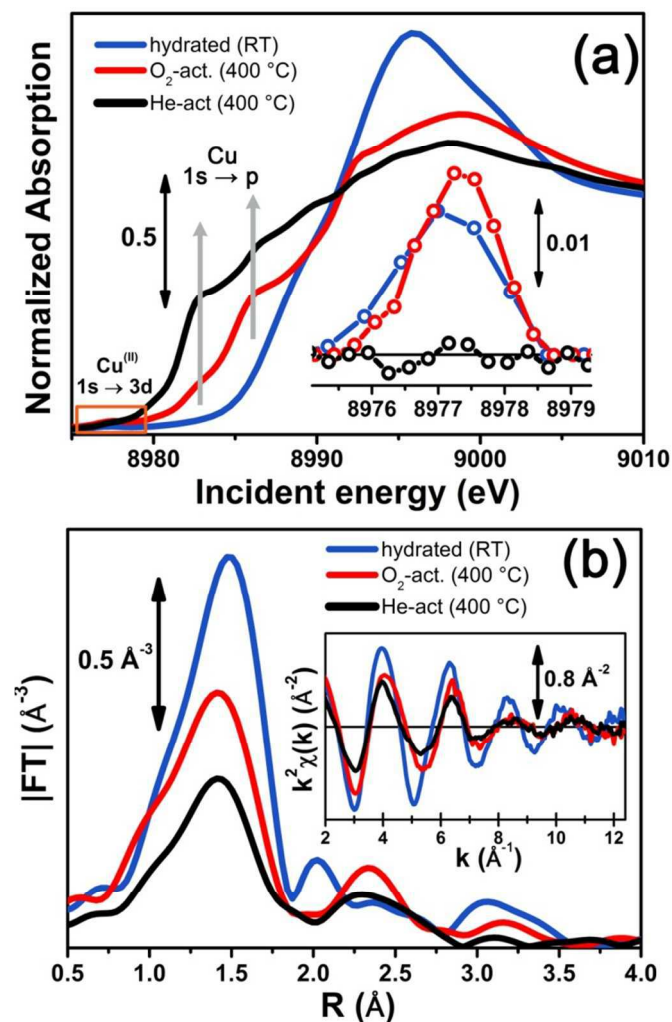 (a)
hydrated (RT)
O₂-act. (400 °C)
He-act (400 °C)
Cu
1s → p
0.5
0.01
Cu⁽ᴵᴵ⁾
1s → 3d
8976 8977 8978 8979
Normalized Absorption
8980 8990 9000 9010
Incident energy (eV)
(b)
hydrated (RT)
O₂-act. (400 °C)
He-act (400 °C)
0.5 Å⁻³
0.8 Å⁻²
k²χ(k) (Å⁻²)
2 4 6 8 10 12
k (Å⁻¹)
|FT| (Å⁻³)
0.5 1.0 1.5 2.0 2.5 3.0 3.5 4.0
R (Å)